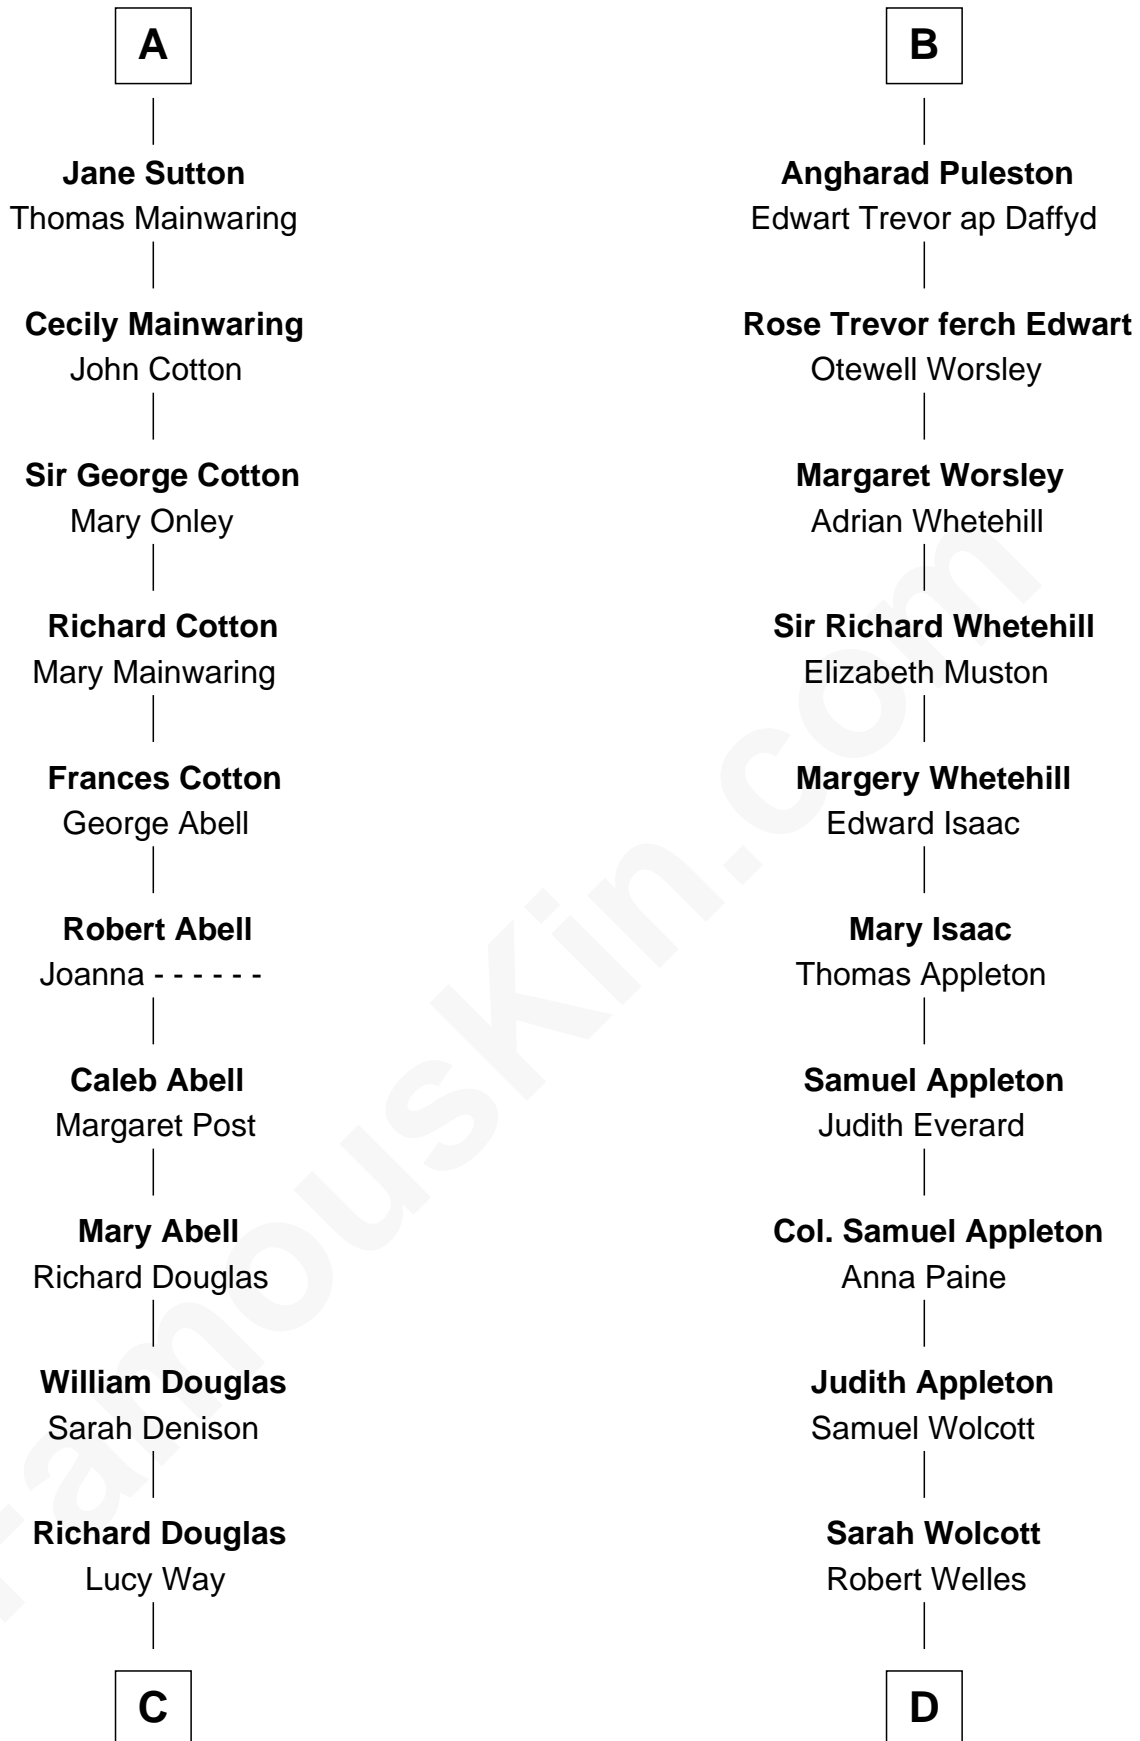 A
Jane Sutton
Thomas Mainwaring
Cecily Mainwaring
John Cotton
Sir George Cotton
Mary Onley
Richard Cotton
Mary Mainwaring
Frances Cotton
George Abell
Robert Abell
Joanna - - - - - -
Caleb Abell
Margaret Post
Mary Abell
Richard Douglas
William Douglas
Sarah Denison
Richard Douglas
Lucy Way
C
B
Angharad Puleston
Edwart Trevor ap Daffyd
Rose Trevor ferch Edwart
Otewell Worsley
Margaret Worsley
Adrian Whetehill
Sir Richard Whetehill
Elizabeth Muston
Margery Whetehill
Edward Isaac
Mary Isaac
Thomas Appleton
Samuel Appleton
Judith Everard
Col. Samuel Appleton
Anna Paine
Judith Appleton
Samuel Wolcott
Sarah Wolcott
Robert Welles
D
FamousKin.com